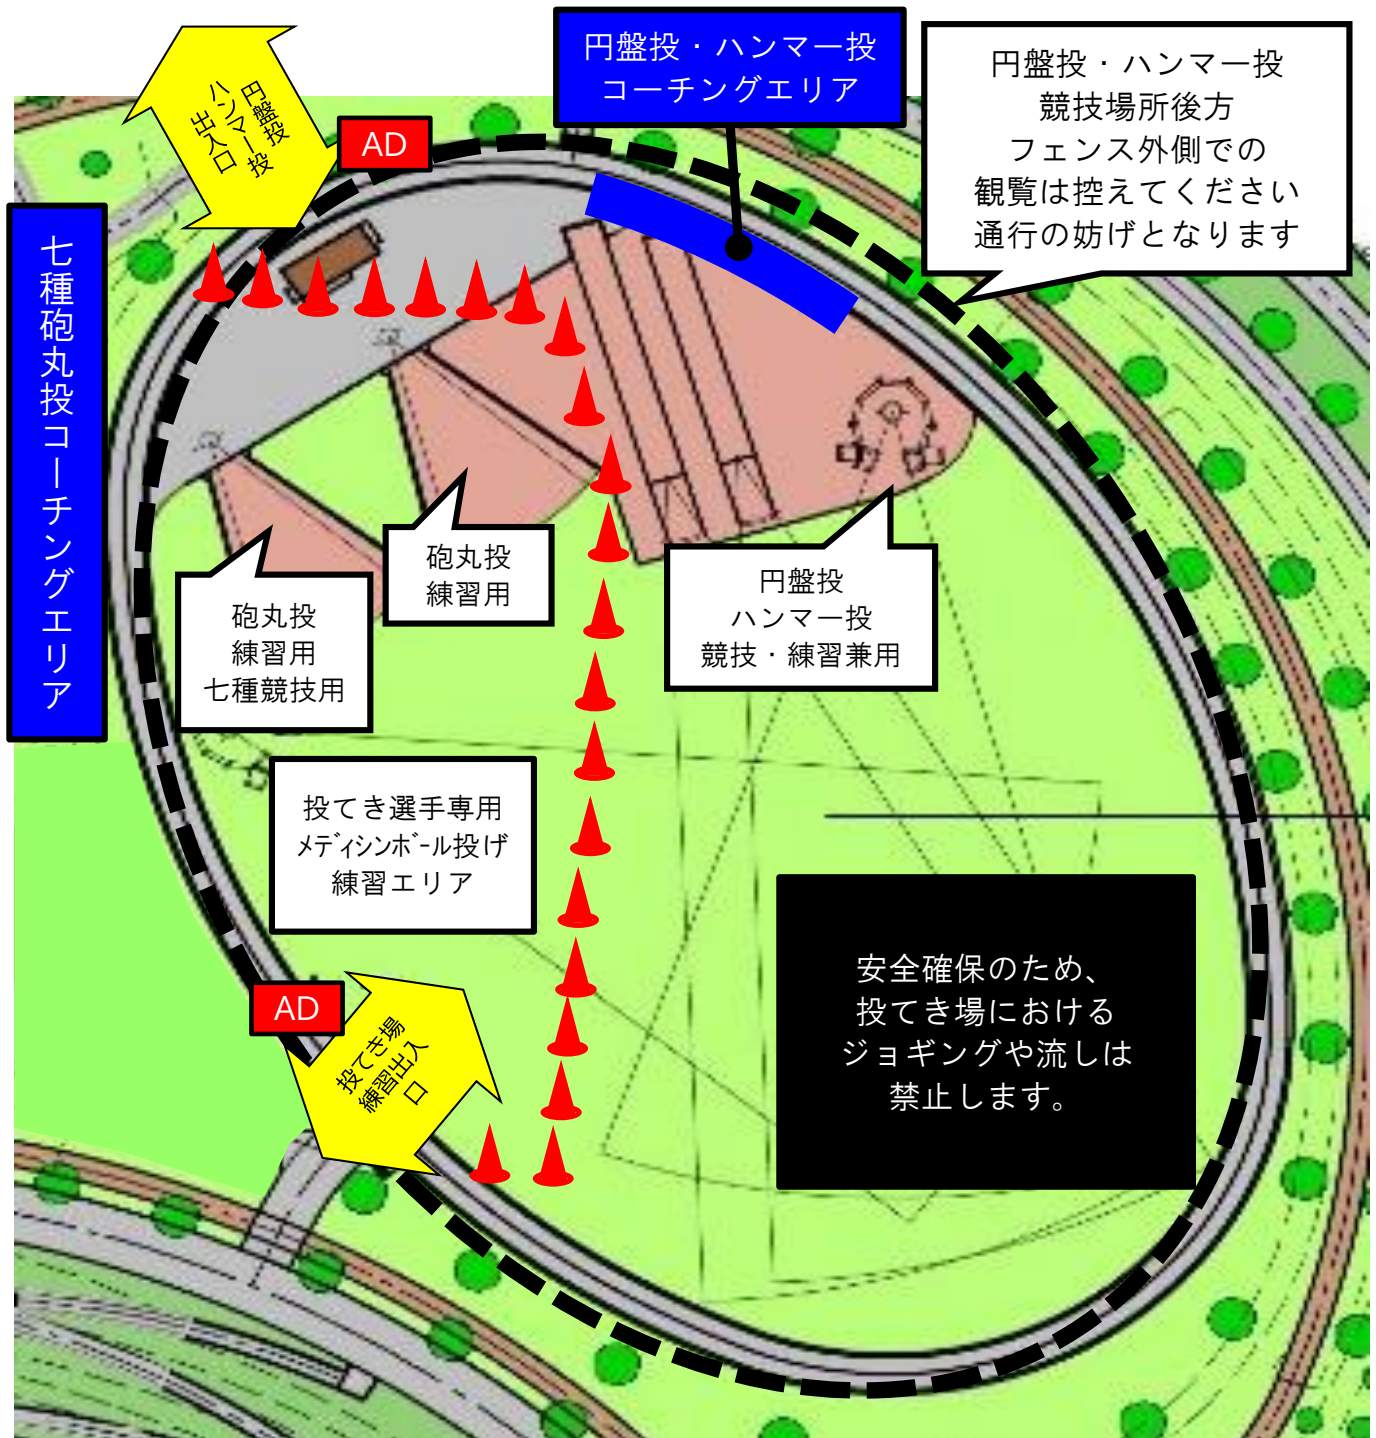 円盤投・ハンマー投
コーチングエリア
円盤投・ハンマー投
競技場所後方
フェンス外側での
観覧は控えてください
通行の妨げとなります
円盤投
ハンマー投
出入口
AD
七種砲丸投コーチングエリア
砲丸投
練習用
砲丸投
練習用
七種競技用
円盤投
ハンマー投
競技・練習兼用
投てき選手専用
メディシンボール投げ
練習エリア
安全確保のため、
投てき場における
ジョギングや流しは
禁止します。
AD
投てき場
練習出入
口